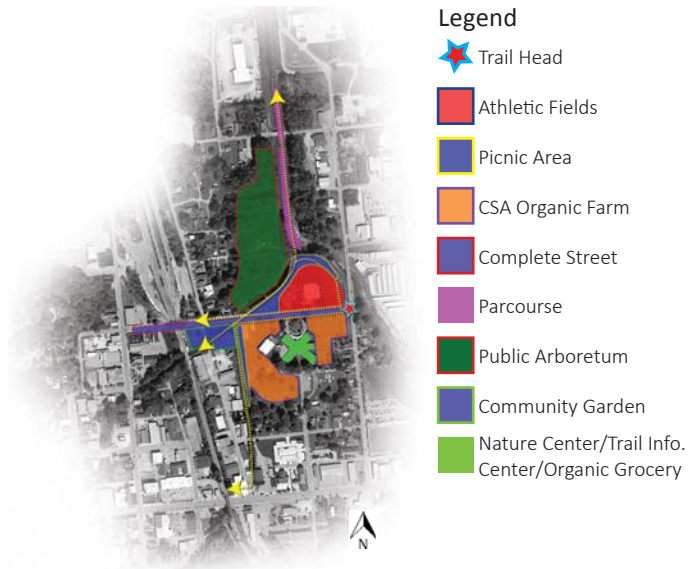 Legend
Trail Head
Athletic Fields
Picnic Area
CSA Organic Farm
Complete Street
Parcourse
Public Arboretum
Community Garden
Nature Center/Trail Info.
Center/Organic Grocery
N